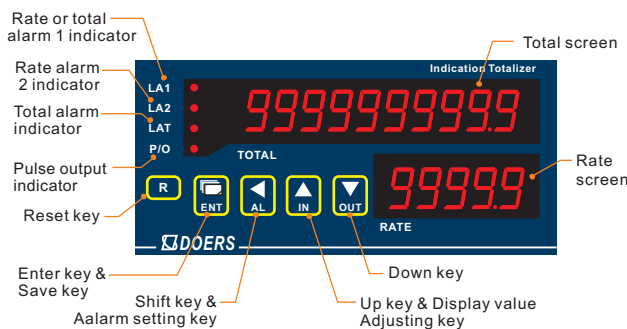 Rate or total
alarm 1 indicator
Total screen
Indication Totalizer
Rate alarm
2 indicator
LA1
LA2
9999999999.9
Total alarm
indicator
LAT
P/O
TOTAL
Pulse output
indicator
Rate
screen
9999.9
R
ENT
AL
IN
OUT
RATE
Reset key
DOERS
Enter key &
Save key
Down key
Shift key &
Aalarm setting key
Up key & Display value
Adjusting key